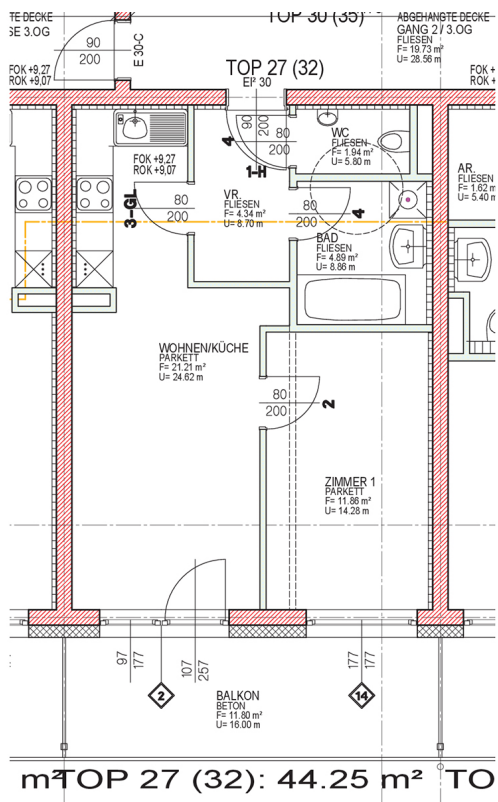 TE DECKE
SE 3.OG
TOP 30 (35)
ABGEHÄNGTE DECKE
GANG 2 / 3.OG
FLIESEN
F= 19.73 m²
U= 28.56 m
90
200
E 30-C
FOK +9,27
ROK +9,07
TOP 27 (32)
EI² 30
FOK +
ROK +
90
200
4
80
200
1-H
WC
FLIESEN
F= 1.94 m²
U= 5.80 m
FOK +9,27
ROK +9,07
AR.
FLIESEN
F= 1.62 m
U= 5.40 m
3-GL
80
200
VR.
FLIESEN
F= 4.34 m²
U= 8.70 m
80
200
4
BAD
FLIESEN
F= 4.89 m²
U= 8.86 m
WOHNEN/KÜCHE
PARKETT
F= 21.21 m²
U= 24.62 m
80
200
2
ZIMMER 1
PARKETT
F= 11.86 m²
U= 14.28 m
97
177
107
257
177
177
2
14
BALKON
BETON
F= 11.80 m²
U= 16.00 m
m²
TOP 27 (32): 44.25 m²
TO